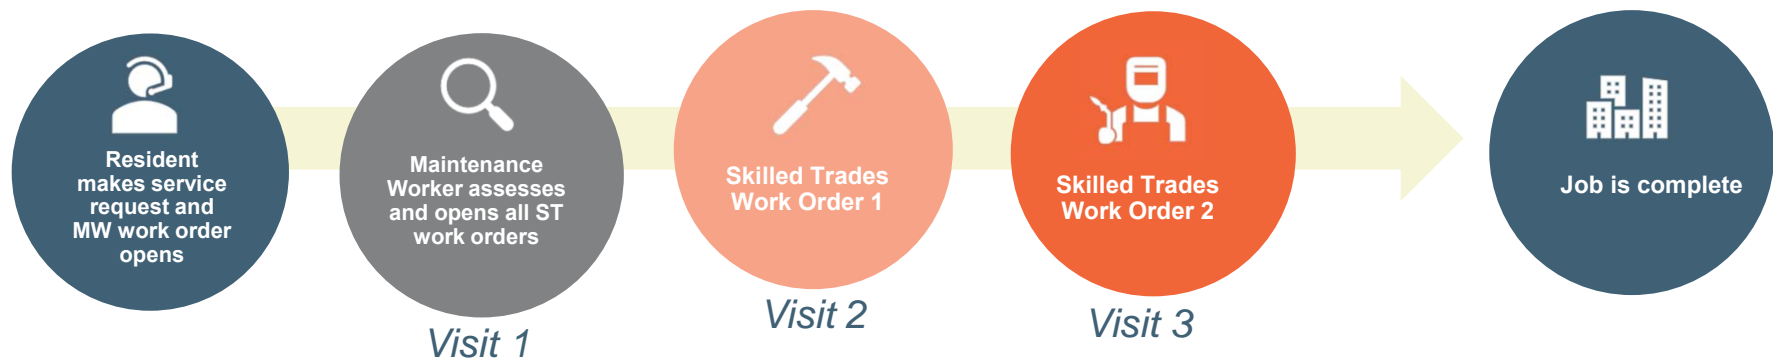 Resident
makes service
request and
MW work order
opens
Maintenance
Worker assesses
and opens all ST
work orders
Visit 1
Skilled Trades
Work Order 1
Visit 2
Skilled Trades
Work Order 2
Visit 3
Job is complete